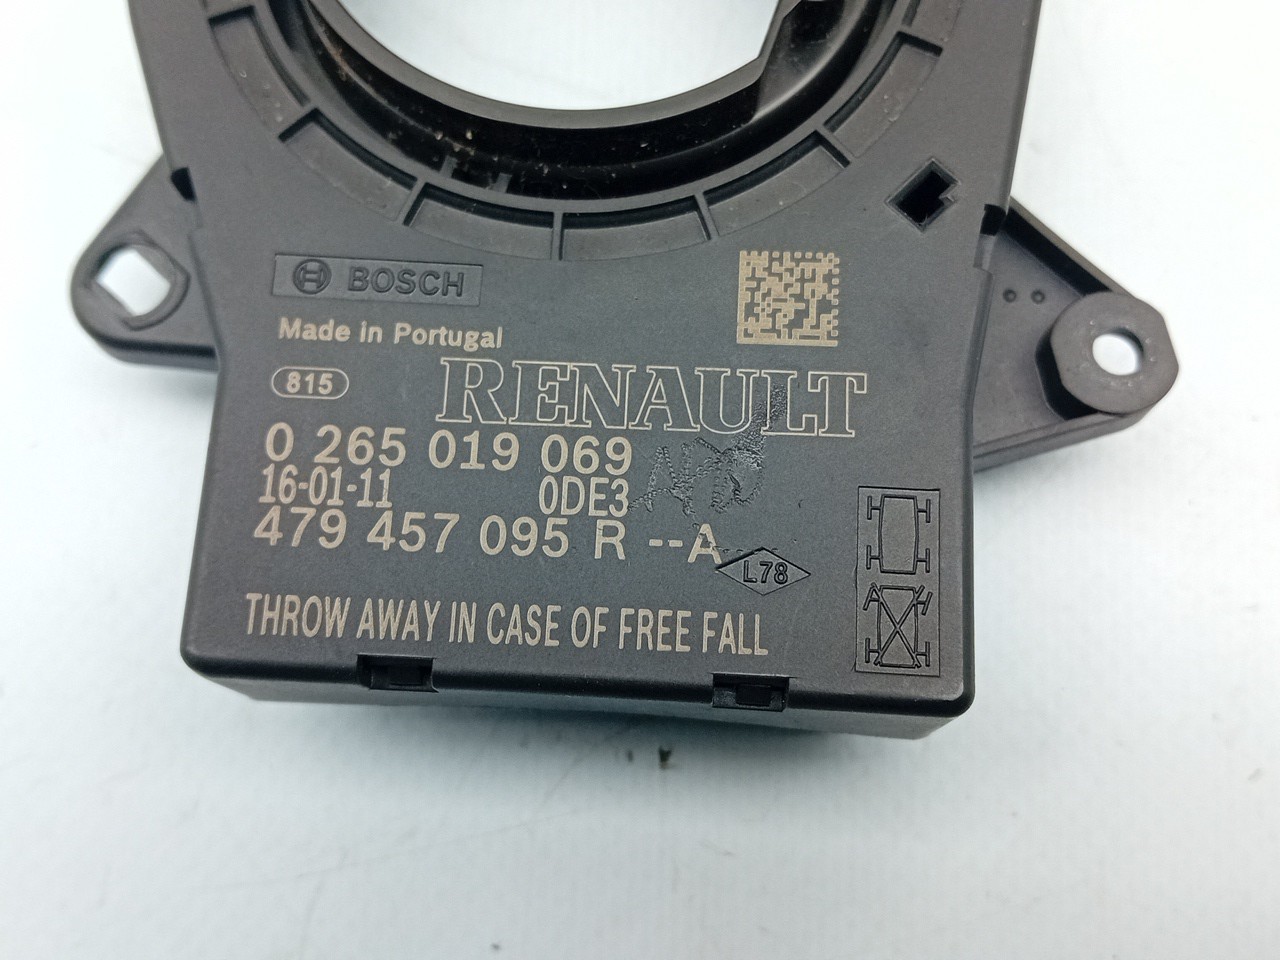 BOSCH
Made in Portugal
815
RENAULT
0 265 019 069
16-01-11 0DE3
479 457 095 R --A
L78
THROW AWAY IN CASE OF FREE FALL